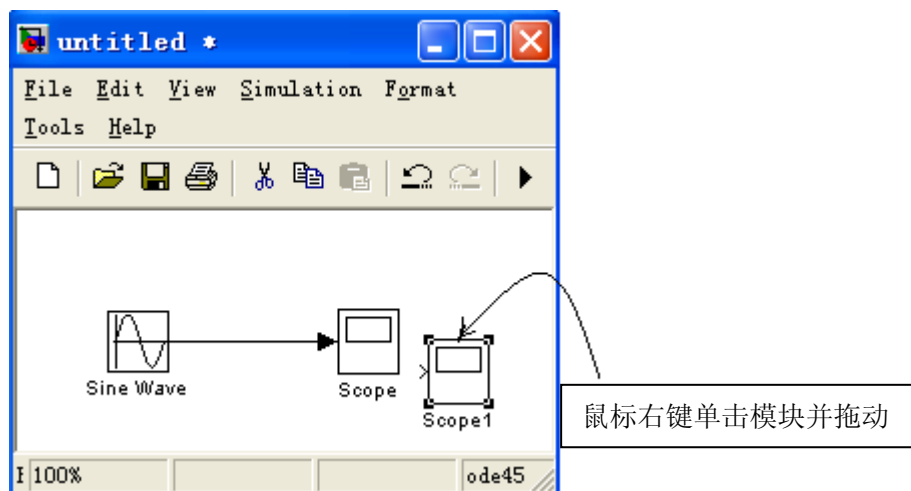 untitled *
File Edit View Simulation Format
Tools Help
Sine Wave
Scope
Scope1
鼠标右键单击模块并拖动
100%
ode45